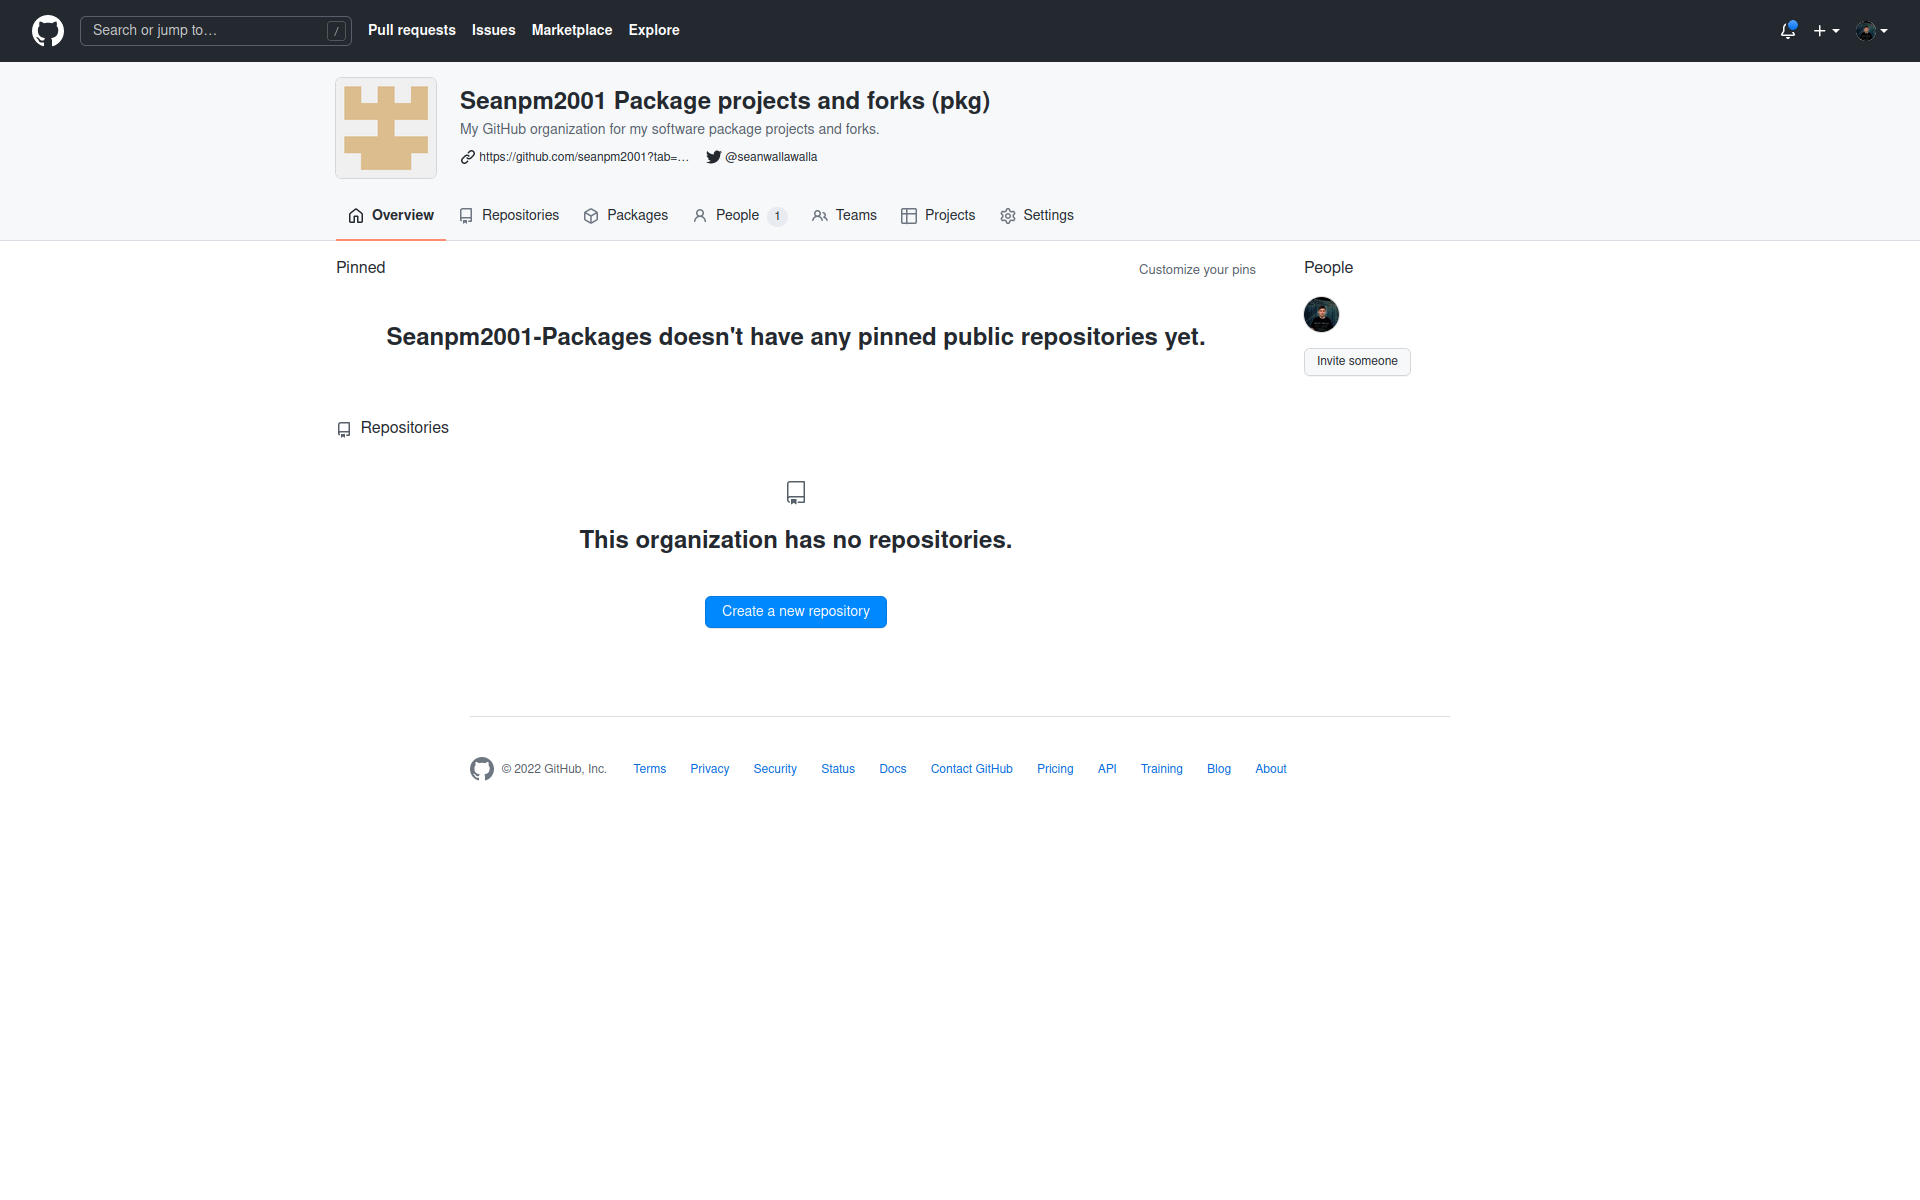 Search or jump to…
/
Pull requests
Issues
Marketplace
Explore
Seanpm2001 Package projects and forks (pkg)
My GitHub organization for my software package projects and forks.
https://github.com/seanpm2001?tab=…
@seanwallawalla
Overview
Repositories
Packages
People 1
Teams
Projects
Settings
Pinned
Customize your pins
Seanpm2001-Packages doesn't have any pinned public repositories yet.
People
Invite someone
Repositories
This organization has no repositories.
Create a new repository
© 2022 GitHub, Inc.
Terms
Privacy
Security
Status
Docs
Contact GitHub
Pricing
API
Training
Blog
About